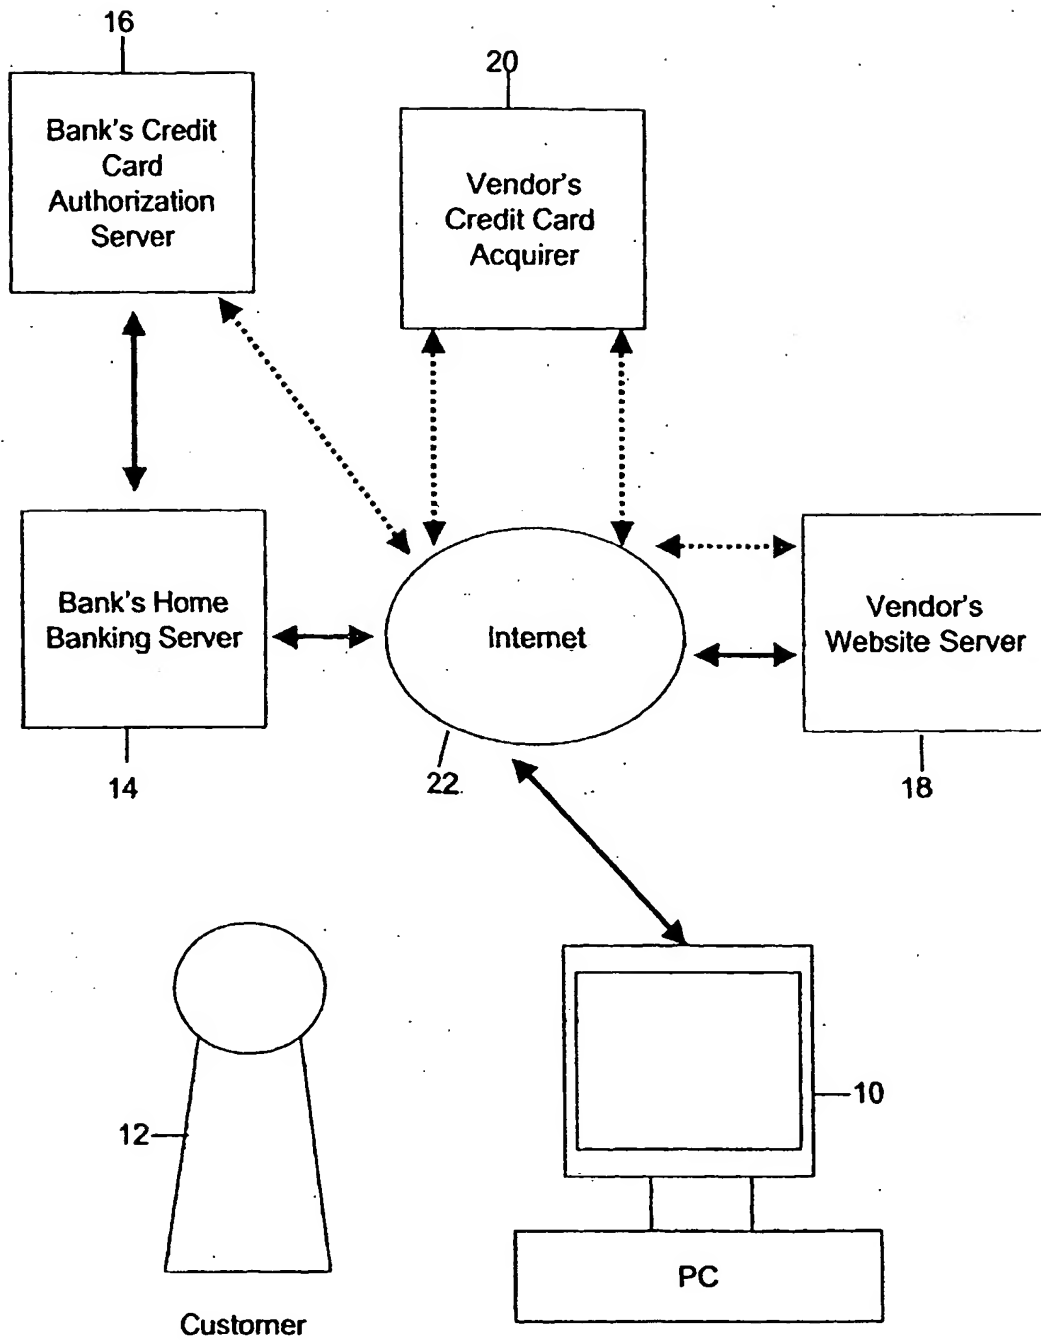 16
Bank's Credit
Card
Authorization
Server
20
Vendor's
Credit Card
Acquirer
Bank's Home
Banking Server
14
Internet
22
Vendor's
Website Server
18
12
Customer
10
PC